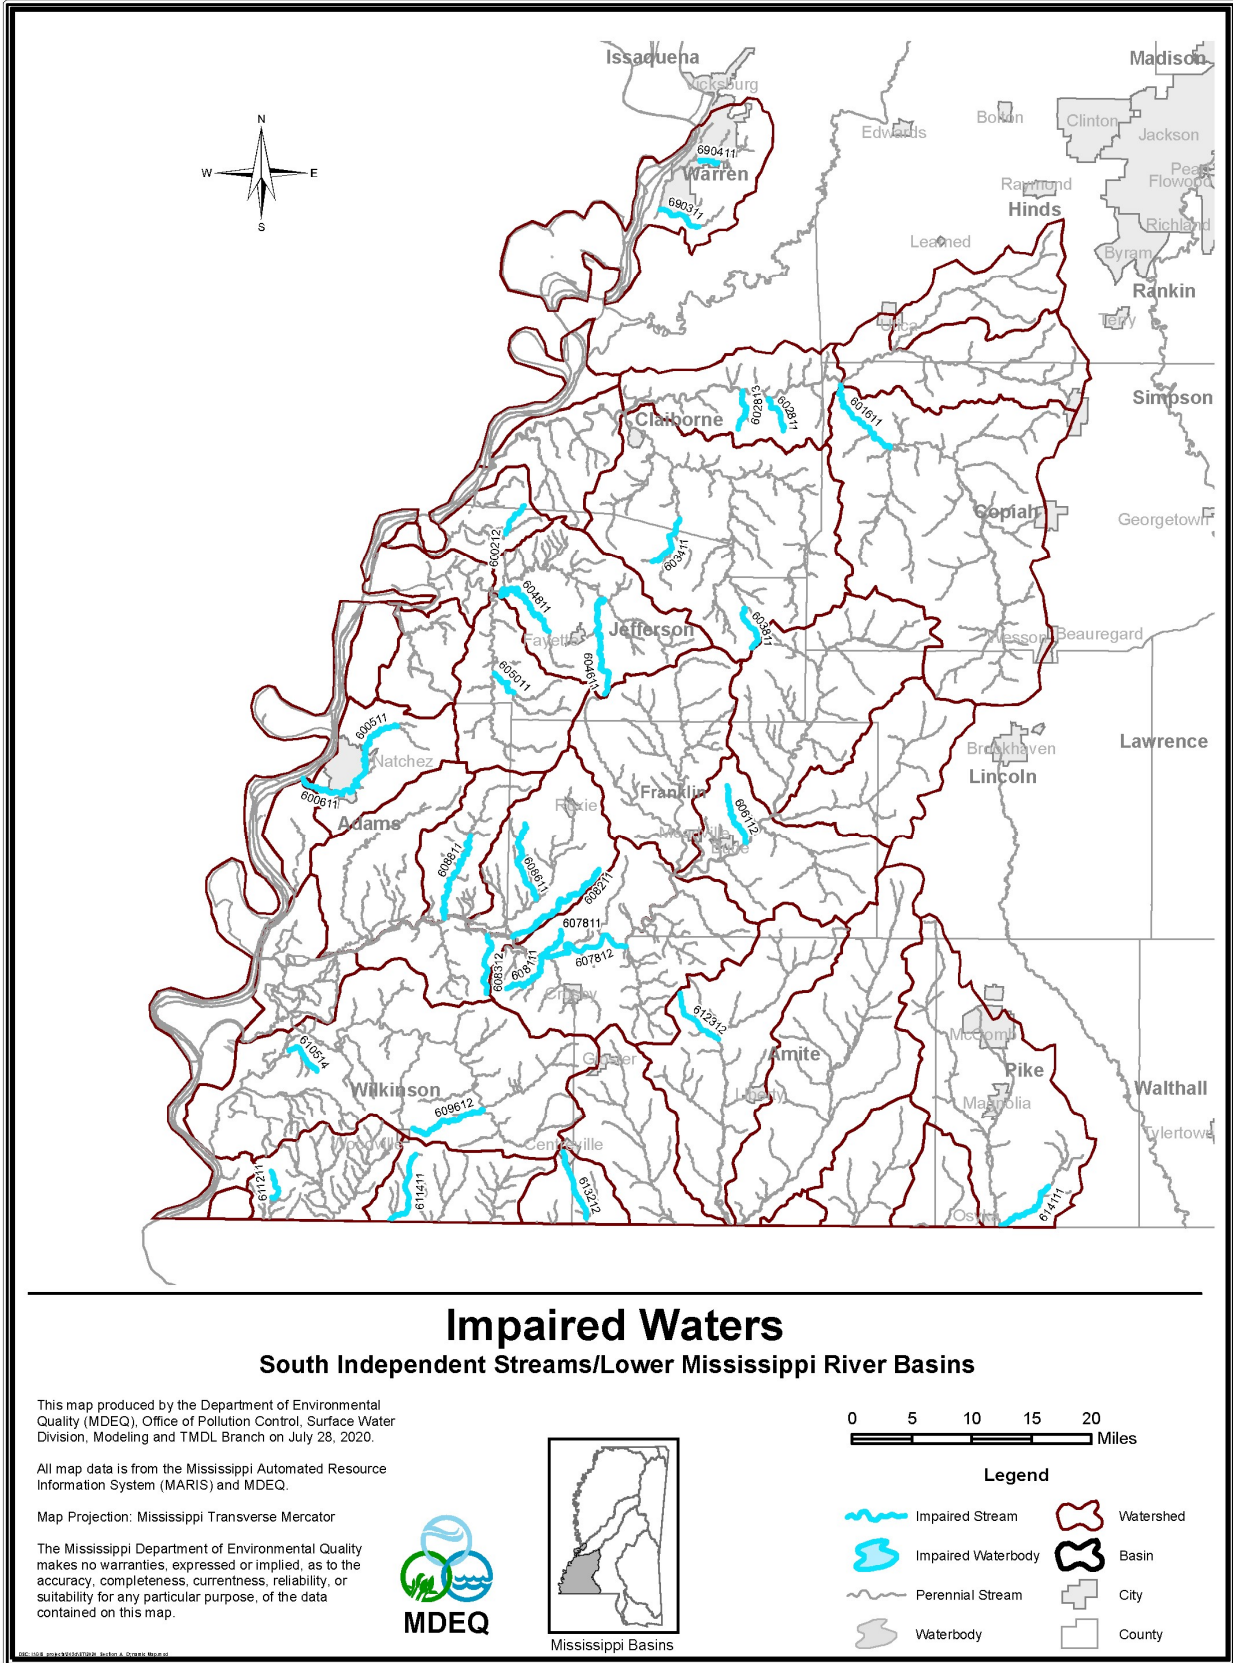 Issaquena
Madison
Vicksburg
Edwards
Bolton
Clinton
Jackson
690411
Warren
Pearl
Flowood
Raymond
Hinds
690311
Richland
Learned
Byram
Rankin
Utica
Terry
Simpson
602813
602811
601611
Claiborne
Copiah
Georgetown
600212
603411
604811
603811
Fayette
Jefferson
Wesson
Beauregard
604611
605011
600511
Natchez
Brookhaven
Lawrence
Lincoln
600611
Franklin
Roxie
606112
Adams
Meadville
Bude
608811
608611
608211
607811
607812
608312
608111
Crosby
612312
McComb
610514
Gloster
Amite
Pike
Wilkinson
Liberty
Magnolia
Walthall
609612
Woodville
Centreville
Tylertown
611211
611411
613212
614111
Osyka
N
W
E
S
Impaired Waters
South Independent Streams/Lower Mississippi River Basins
This map produced by the Department of Environmental
Quality (MDEQ), Office of Pollution Control, Surface Water
Division, Modeling and TMDL Branch on July 28, 2020.
All map data is from the Mississippi Automated Resource
Information System (MARIS) and MDEQ.
Map Projection: Mississippi Transverse Mercator
The Mississippi Department of Environmental Quality
makes no warranties, expressed or implied, as to the
accuracy, completeness, currentness, reliability, or
suitability for any particular purpose, of the data
contained on this map.
MDEQ
Mississippi Basins
0 5 10 15 20
Miles
Legend
Impaired Stream
Watershed
Impaired Waterbody
Basin
Perennial Stream
City
Waterbody
County